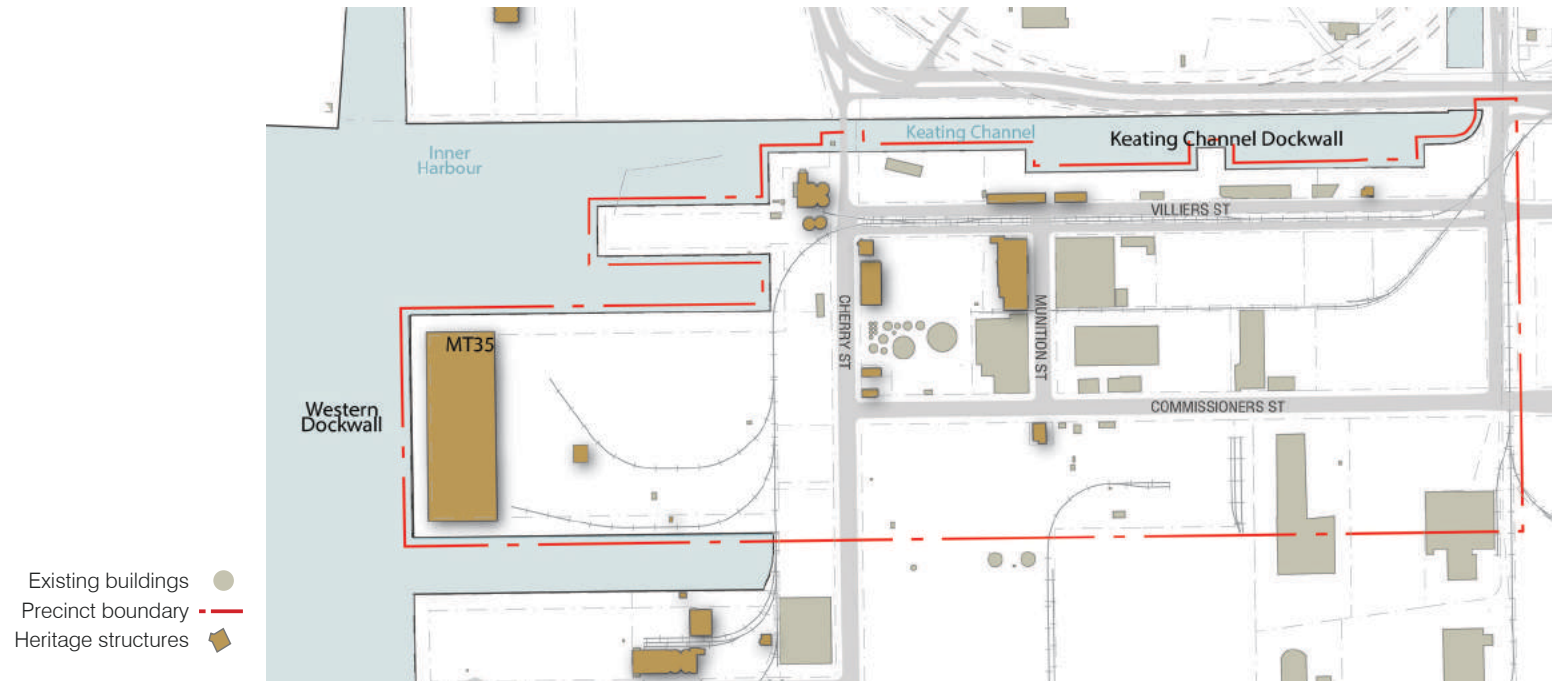 Inner
Harbour
Keating Channel
Keating Channel Dockwall
VILLIERS ST
CHERRY ST
MUNITION ST
MT35
Western
Dockwall
COMMISSIONERS ST
Existing buildings
Precinct boundary
Heritage structures